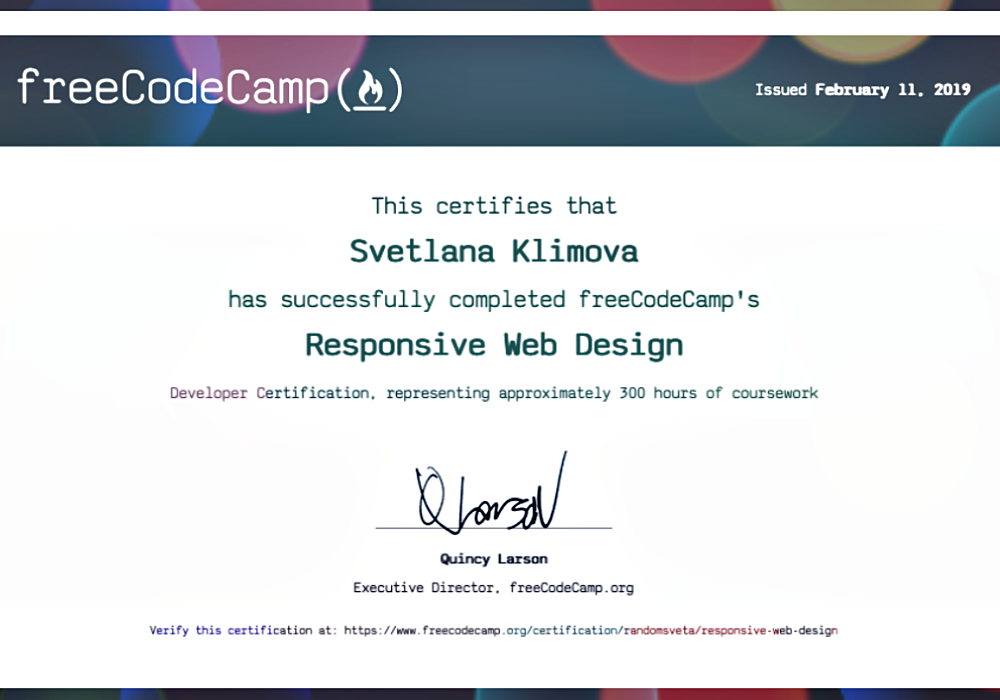 freeCodeCamp(🔥)
Issued February 11, 2019
This certifies that
Svetlana Klimova
has successfully completed freeCodeCamp's
Responsive Web Design
Developer Certification, representing approximately 300 hours of coursework
Q Larson
Quincy Larson
Executive Director, freeCodeCamp.org
Verify this certification at: https://www.freecodecamp.org/certification/randomsveta/responsive-web-design